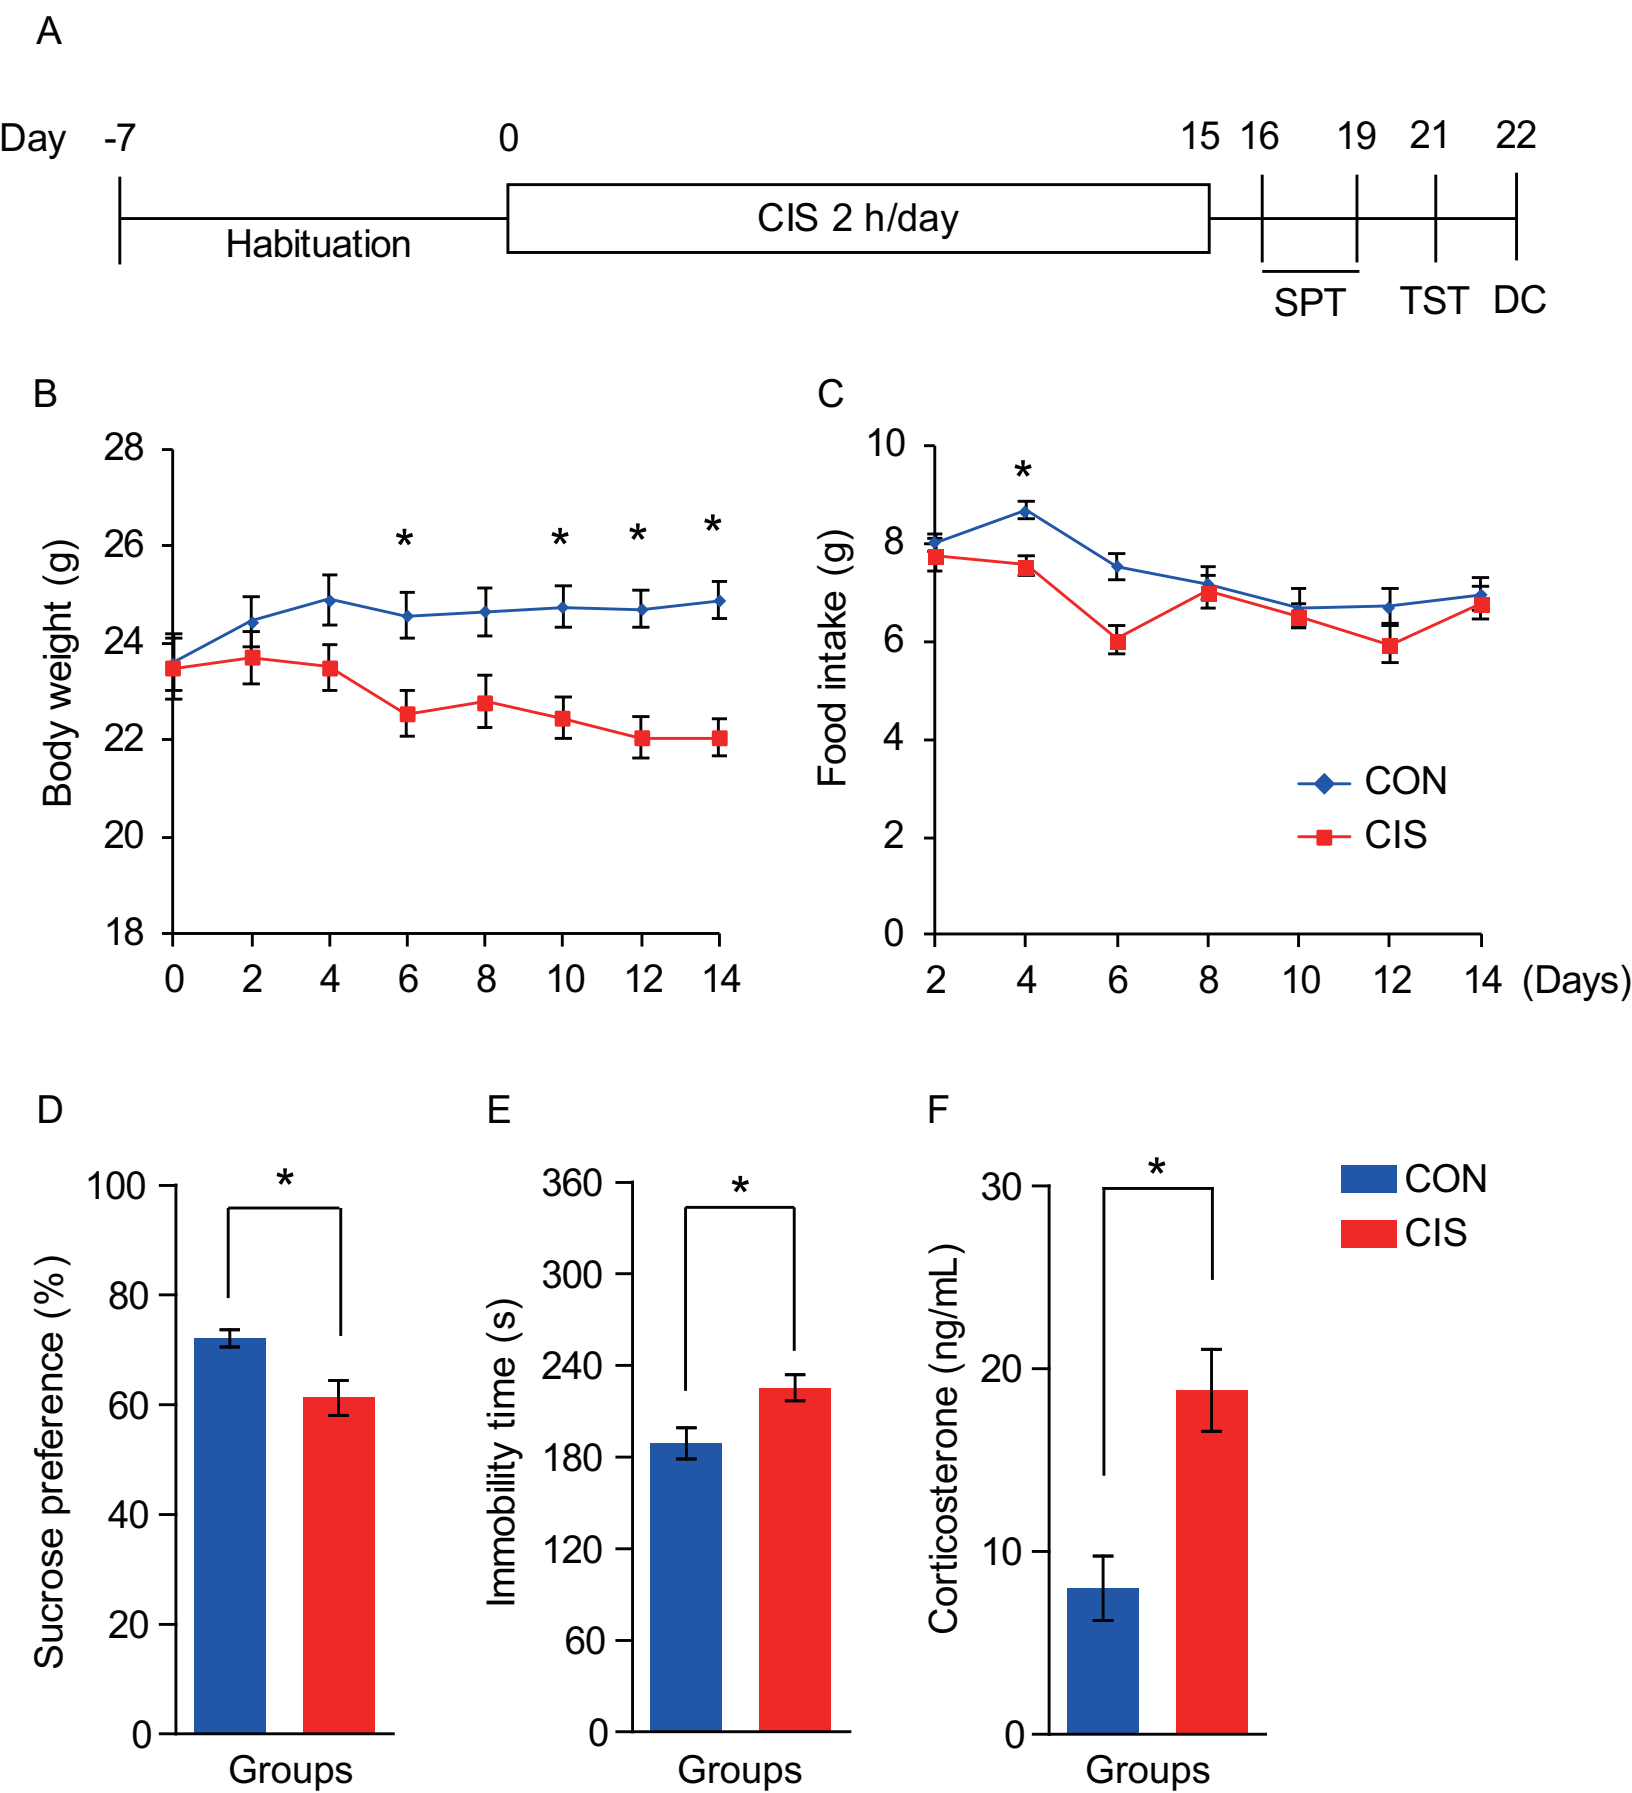 A
Day -7 0 15 16 19 21 22
CIS 2 h/day
Habituation
SPT TST DC
B
28
26
24
22
20
18
Body weight (g)
* * * *
0 2 4 6 8 10 12 14
C
10
8
6
4
2
0
Food intake (g)
*
CON
CIS
2 4 6 8 10 12 14 (Days)
D
100
80
60
40
20
0
Sucrose preference (%)
*
Groups
E
360
300
240
180
120
60
0
Immobility time (s)
*
Groups
F
30
20
10
0
Corticosterone (ng/mL)
*
Groups
CON
CIS